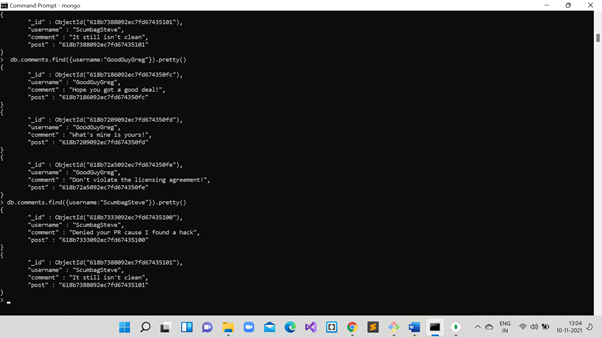 Command Prompt - mongo
{
"_id" : ObjectId("618b7388092ec7fd67435101"),
"username" : "ScumbagSteve",
"comment" : "It still isn't clean",
"post" : "618b7388092ec7fd67435101"
}
> db.comments.find({username:"GoodGuyGreg"}).pretty()
{
"_id" : ObjectId("618b7186092ec7fd674350fc"),
"username" : "GoodGuyGreg",
"comment" : "Hope you got a good deal!",
"post" : "618b7186092ec7fd674350fc"
}
{
"_id" : ObjectId("618b7209092ec7fd674350fd"),
"username" : "GoodGuyGreg",
"comment" : "What's mine is yours!",
"post" : "618b7209092ec7fd674350fd"
}
{
"_id" : ObjectId("618b72a5092ec7fd674350fe"),
"username" : "GoodGuyGreg",
"comment" : "Don't violate the licensing agreement!",
"post" : "618b72a5092ec7fd674350fe"
}
> db.comments.find({username:"ScumbagSteve"}).pretty()
{
"_id" : ObjectId("618b7333092ec7fd67435100"),
"username" : "ScumbagSteve",
"comment" : "Denied your PR cause I found a hack",
"post" : "618b7333092ec7fd67435100"
}
{
"_id" : ObjectId("618b7388092ec7fd67435101"),
"username" : "ScumbagSteve",
"comment" : "It still isn't clean",
"post" : "618b7388092ec7fd67435101"
}
>
ENG
IN
13:04
10-11-2021